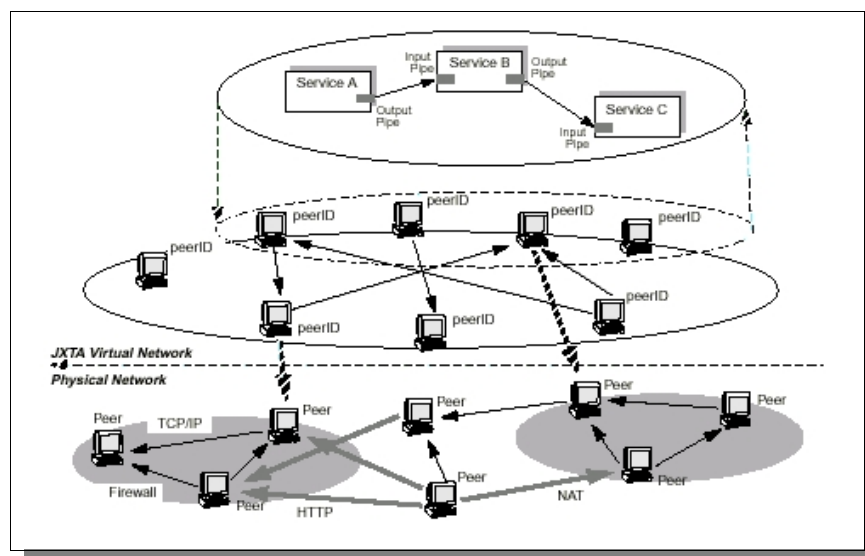 Input
Pipe
Service A
Service B
Output
Pipe
Output
Pipe
Service C
Input
Pipe
peerID
peerID
peerID
peerID
peerID
peerID
peerID
peerID
JXTA Virtual Network
Physical Network
Peer
TCP/IP
Peer
Peer
Peer
Peer
Firewall
Peer
HTTP
Peer
NAT
Peer